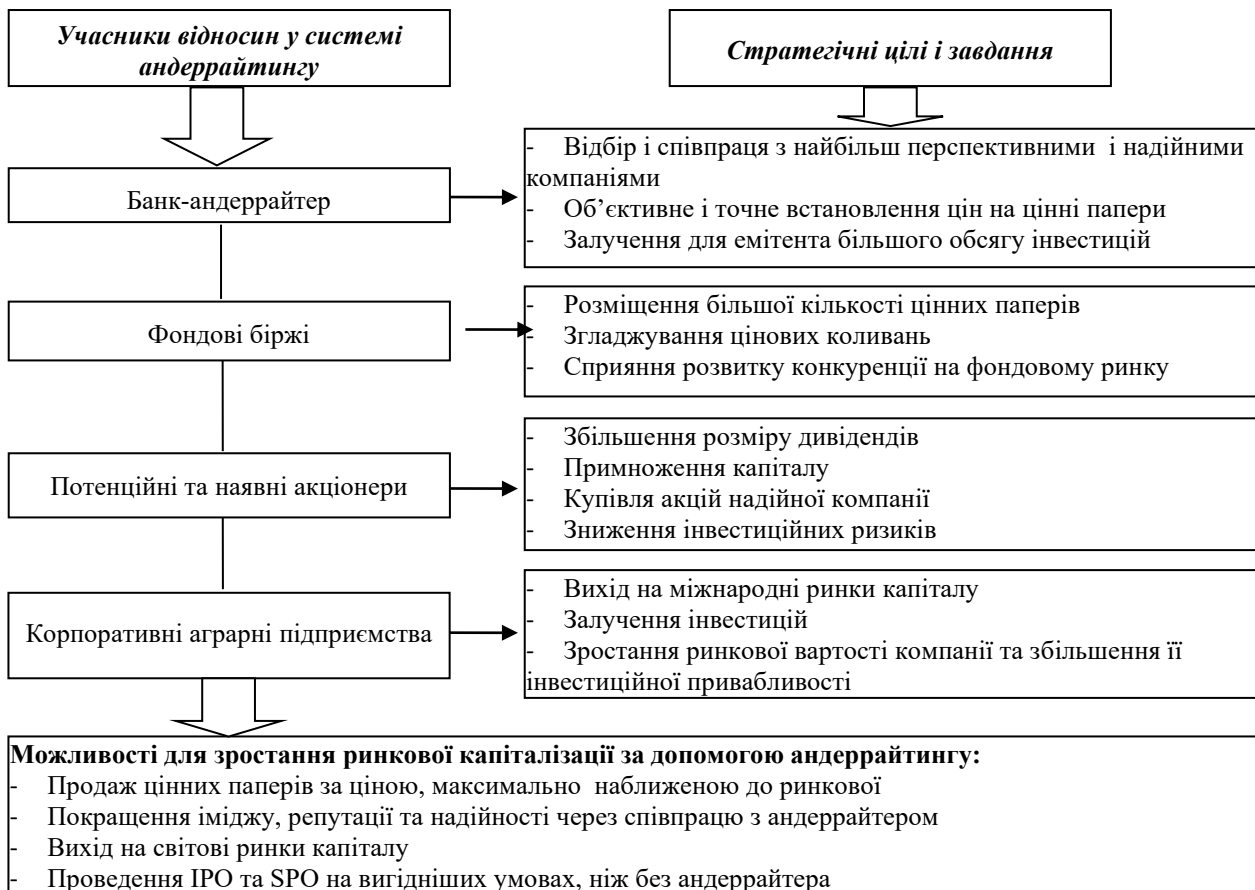 Учасники відносин у системі
андеррайтингу
Стратегічні цілі і завдання
Банк-андеррайтер
- Відбір і співпраця з найбільш перспективними і надійними
компаніями
- Об’єктивне і точне встановлення цін на цінні папери
- Залучення для емітента більшого обсягу інвестицій
Фондові біржі
- Розміщення більшої кількості цінних паперів
- Згладжування цінових коливань
- Сприяння розвитку конкуренції на фондовому ринку
Потенційні та наявні акціонери
- Збільшення розміру дивідендів
- Примноження капіталу
- Купівля акцій надійної компанії
- Зниження інвестиційних ризиків
Корпоративні аграрні підприємства
- Вихід на міжнародні ринки капіталу
- Залучення інвестицій
- Зростання ринкової вартості компанії та збільшення її
інвестиційної привабливості
Можливості для зростання ринкової капіталізації за допомогою андеррайтингу:
- Продаж цінних паперів за ціною, максимально наближеною до ринкової
- Покращення іміджу, репутації та надійності через співпрацю з андеррайтером
- Вихід на світові ринки капіталу
- Проведення IPO та SPO на вигідніших умовах, ніж без андеррайтера